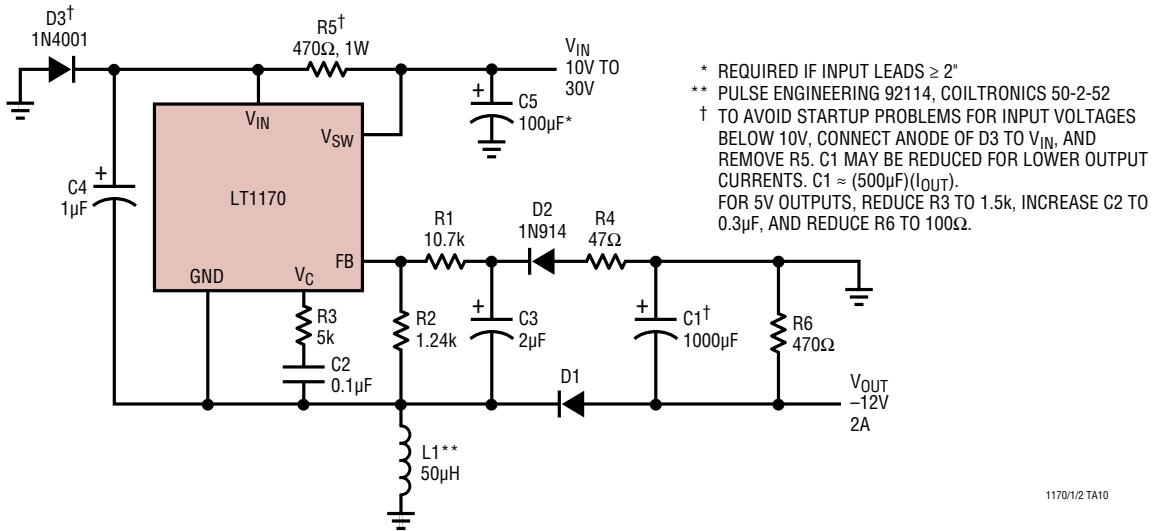 D3†
1N4001
R5†
470Ω, 1W
VIN
10V TO
30V
C5
100µF*
+
VIN
VSW
LT1170
GND
VC
FB
C4
1µF
+
R1
10.7k
D2
1N914
R4
47Ω
R3
5k
C2
0.1µF
R2
1.24k
+
C3
2µF
+
C1†
1000µF
R6
470Ω
D1
VOUT
–12V
2A
L1**
50µH
* REQUIRED IF INPUT LEADS ≥ 2"
** PULSE ENGINEERING 92114, COILTRONICS 50-2-52
† TO AVOID STARTUP PROBLEMS FOR INPUT VOLTAGES
BELOW 10V, CONNECT ANODE OF D3 TO VIN, AND
REMOVE R5. C1 MAY BE REDUCED FOR LOWER OUTPUT
CURRENTS. C1 ≈ (500µF)(IOUT).
FOR 5V OUTPUTS, REDUCE R3 TO 1.5k, INCREASE C2 TO
0.3µF, AND REDUCE R6 TO 100Ω.
1170/1/2 TA10